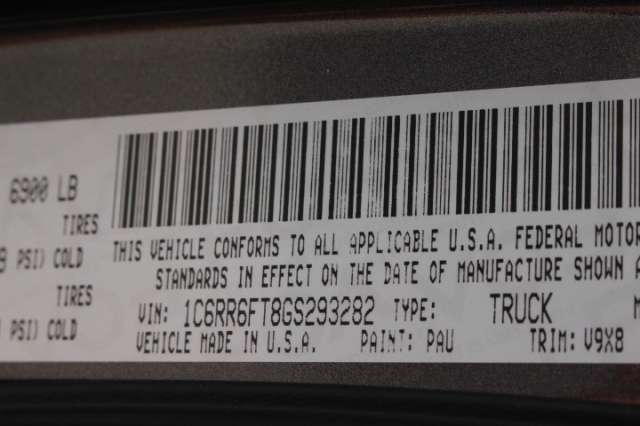 6900 LB
TIRES
PSI) COLD
TIRES
PSI) COLD
THIS VEHICLE CONFORMS TO ALL APPLICABLE U.S.A. FEDERAL MOTOR
STANDARDS IN EFFECT ON THE DATE OF MANUFACTURE SHOWN A
VIN: 1C6RR6FT8GS293282 TYPE: TRUCK M
VEHICLE MADE IN U.S.A. PAINT: PAU TRIM: V9X8